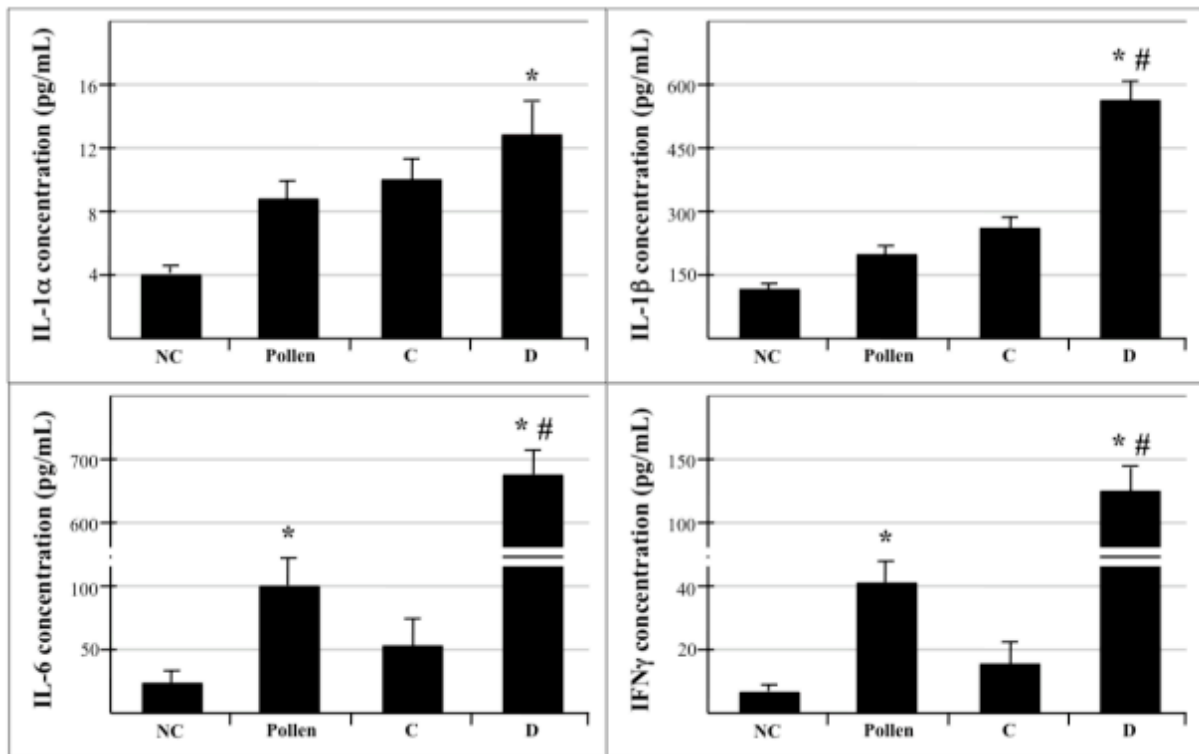 IL-1α concentration (pg/mL)
16
12
8
4
*
NC Pollen C D
IL-1β concentration (pg/mL)
600
450
300
150
* #
NC Pollen C D
IL-6 concentration (pg/mL)
700
600
100
50
*
* #
NC Pollen C D
IFNγ concentration (pg/mL)
150
100
40
20
*
* #
NC Pollen C D